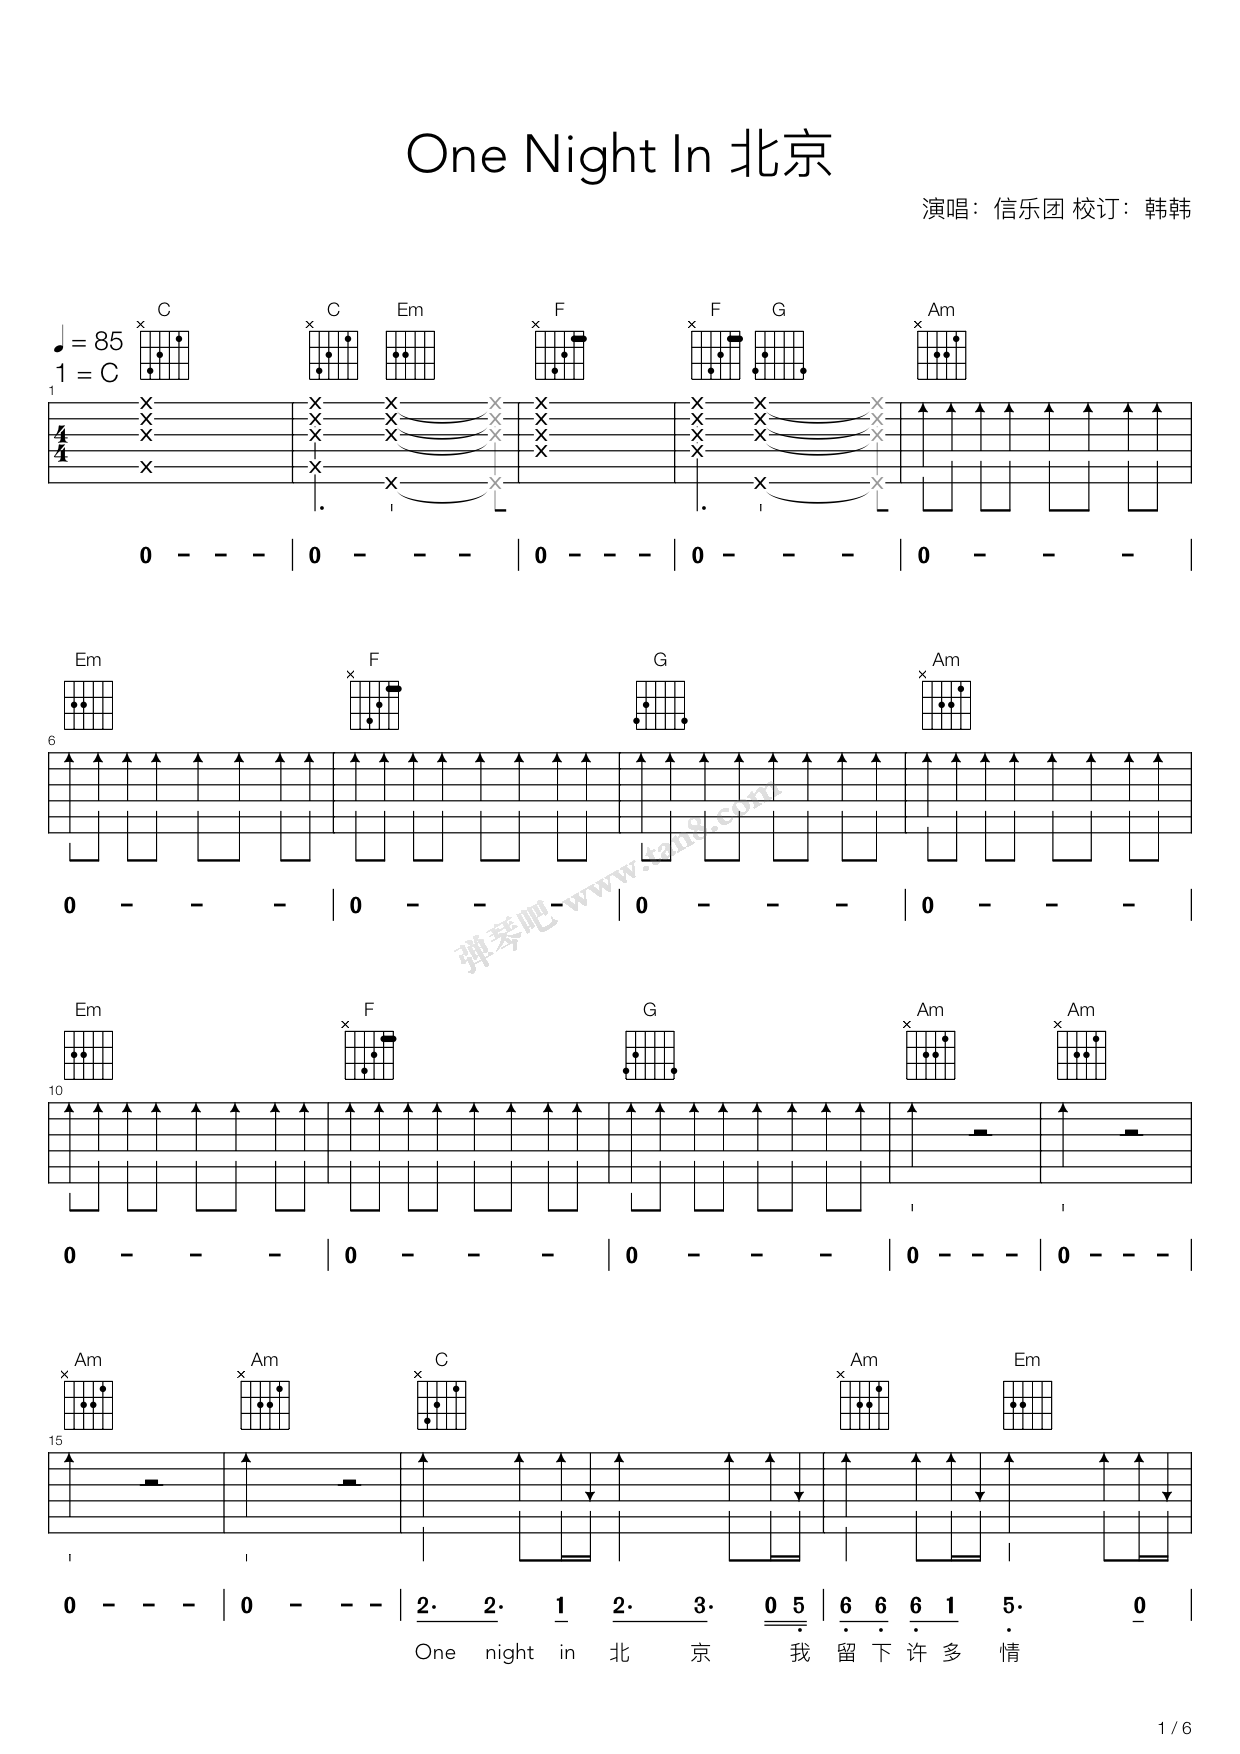 One Night In 北京
演唱：信乐团 校订：韩韩
C C Em F F G Am
♩ = 85
1 = C
1
4
4
0 - - - | 0 - - - | 0 - - - | 0 - - - | 0 - - - |
Em F G Am
6
0 - - - | 0 - - - | 0 - - - | 0 - - - |
弹琴吧 www.tan8.com
Em F G Am Am
10
0 - - - | 0 - - - | 0 - - - | 0 - - - | 0 - - - |
Am Am C Am Em
15
0 - - - | 0 - - - | 2. 2. 1 2. 3. 0 5 | 6 6 6 1 5. 0 |
One night in 北 京 我 留 下 许 多 情
1 / 6